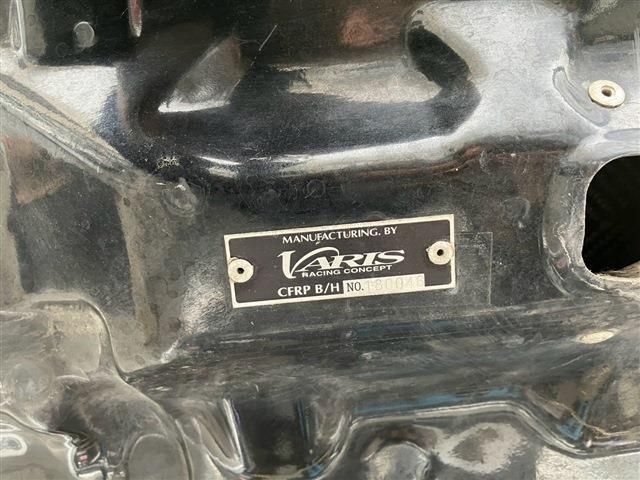 MANUFACTURING. BY
VARIS
RACING CONCEPT
CFRP B/H NO.